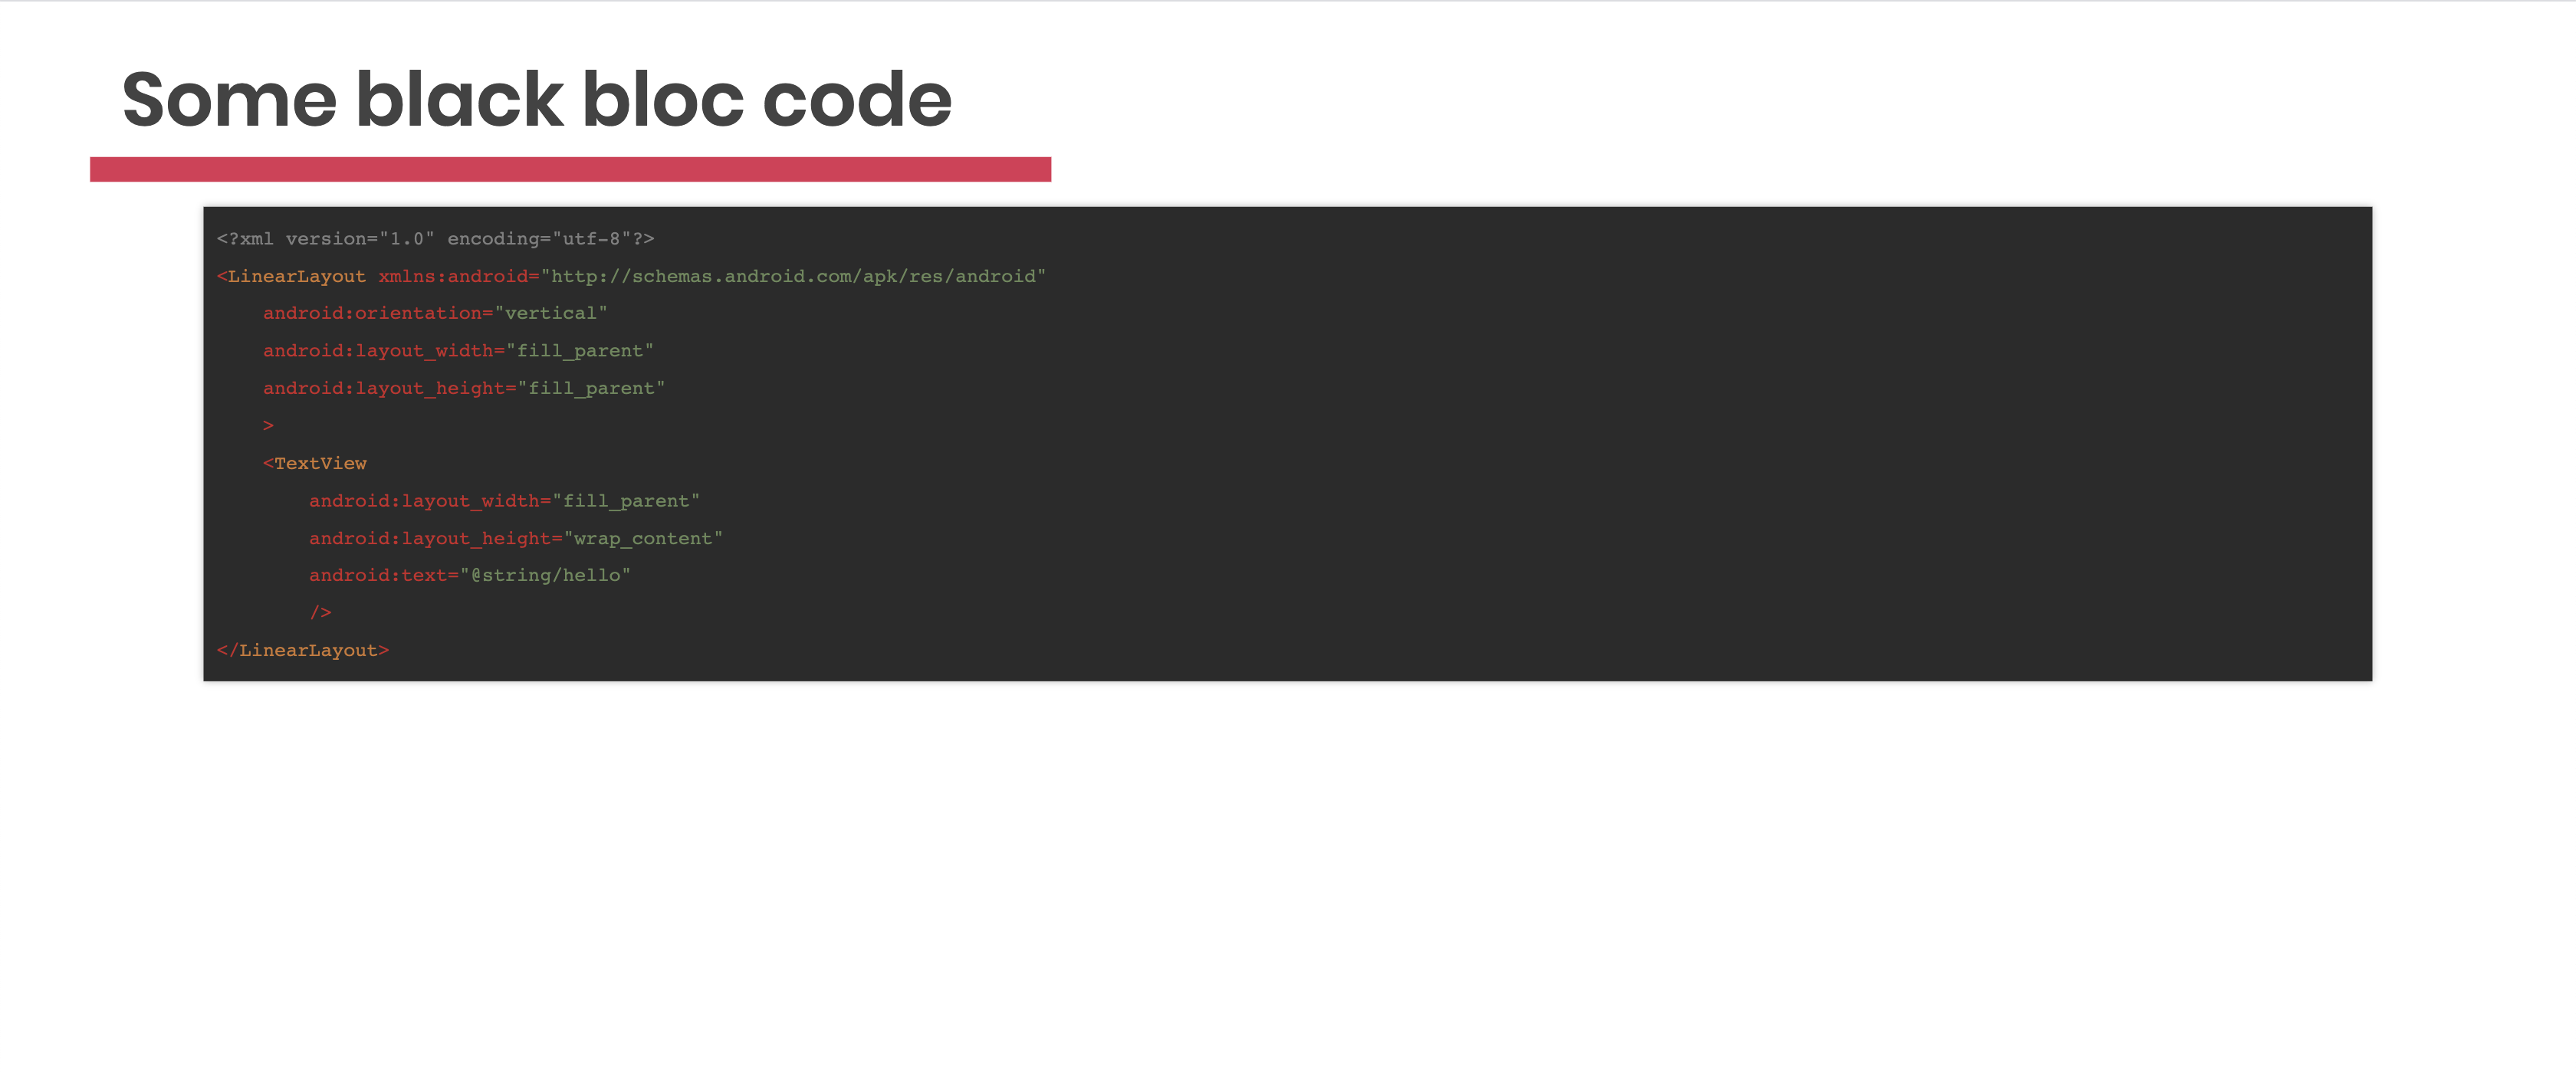 Some black bloc code
<?xml version="1.0" encoding="utf-8"?>
<LinearLayout xmlns:android="http://schemas.android.com/apk/res/android"
    android:orientation="vertical"
    android:layout_width="fill_parent"
    android:layout_height="fill_parent"
    >
    <TextView
        android:layout_width="fill_parent"
        android:layout_height="wrap_content"
        android:text="@string/hello"
        />
</LinearLayout>